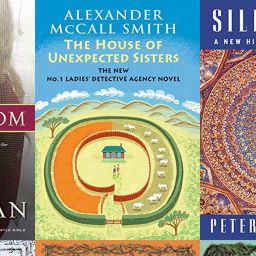 ALEXANDER
McCALL SMITH
THE HOUSE OF
UNEXPECTED SISTERS
THE NEW
No. 1 LADIES' DETECTIVE AGENCY NOVEL
SIL
A NEW HI
OM
AN
PETER